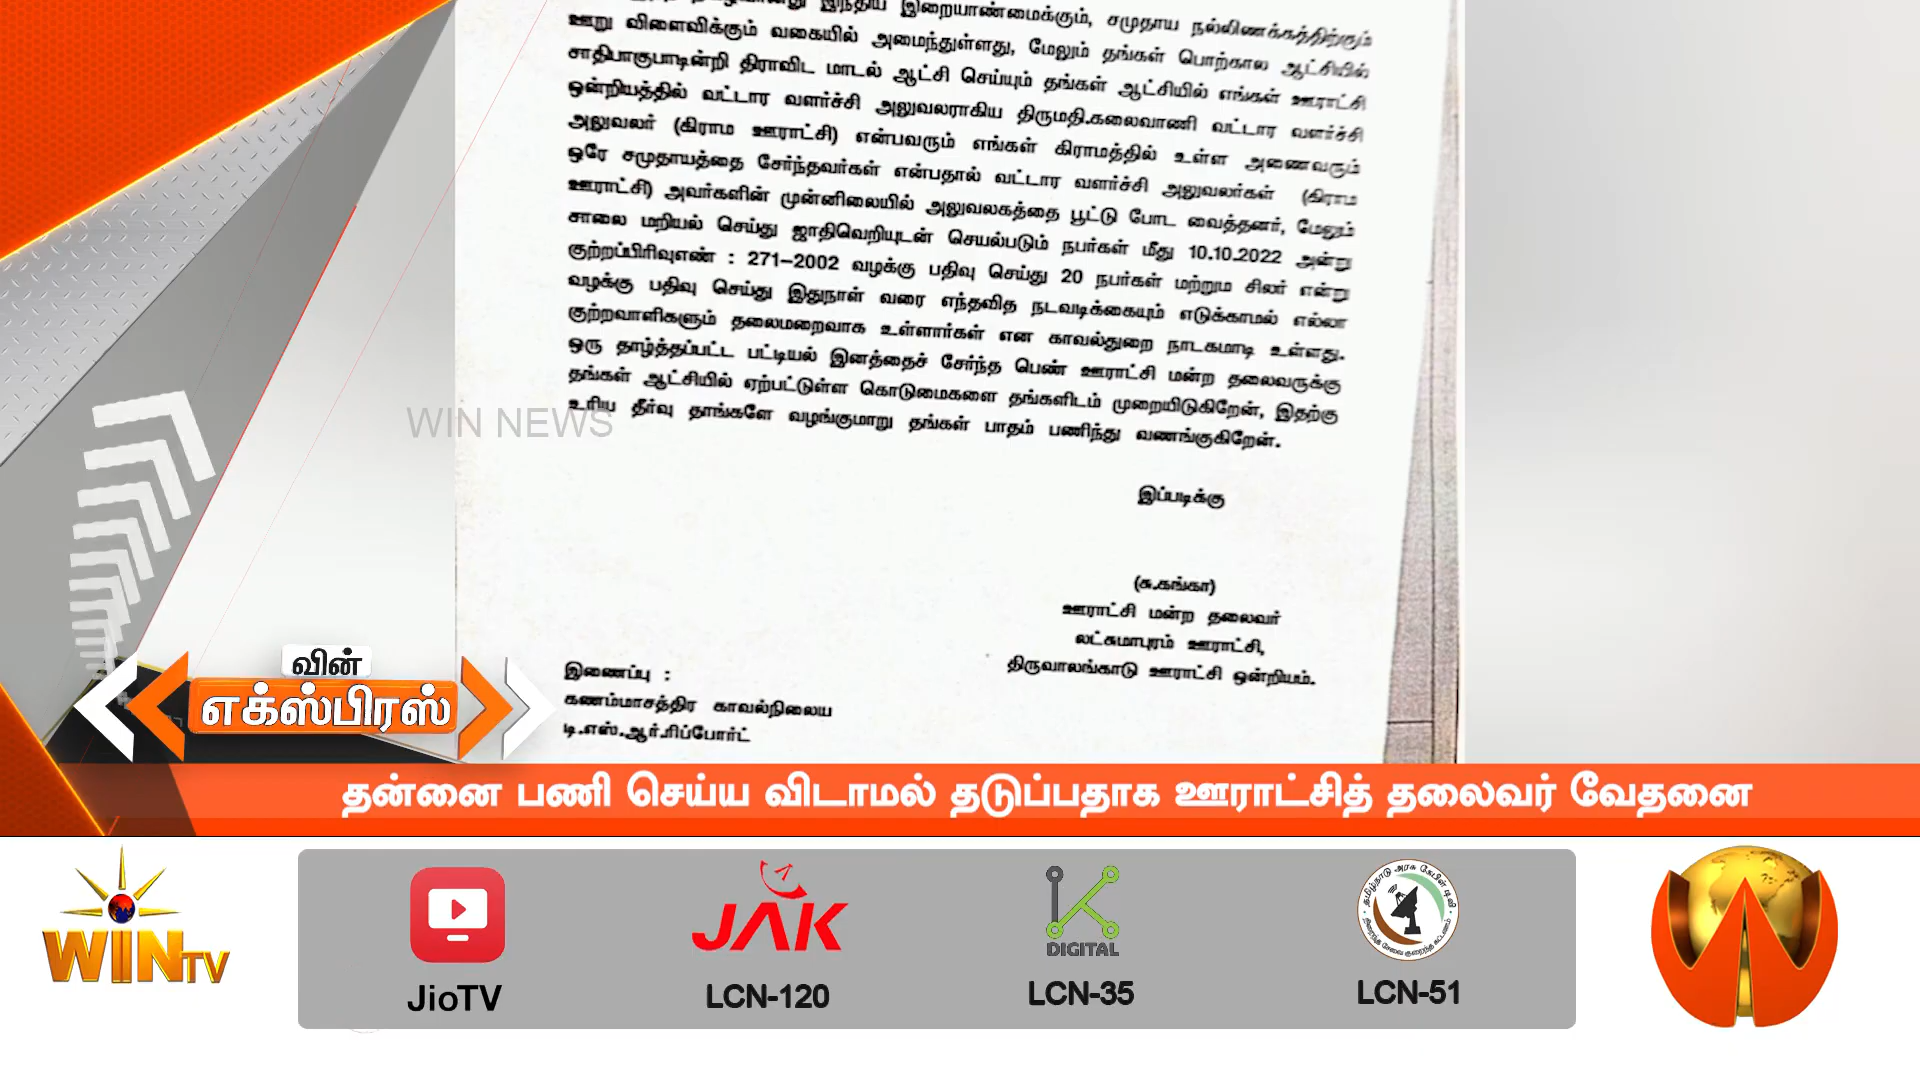 இந்திய இறையாண்மைக்கும், சமுதாய நல்லிணக்கத்திற்கும்
ஊறு விளைவிக்கும் வகையில் அமைந்துள்ளது, மேலும் தங்கள் பொற்கால ஆட்சியில்
சாதிபாகுபாடின்றி திராவிட மாடல் ஆட்சி செய்யும் தங்கள் ஆட்சியில் எங்கள் ஊராட்சி
ஒன்றியத்தில் வட்டார வளர்ச்சி அலுவலராகிய திருமதி.கலைவாணி வட்டார வளர்ச்சி
அலுவலர் (கிராம ஊராட்சி) என்பவரும் எங்கள் கிராமத்தில் உள்ள அணைவரும்
ஒரே சமுதாயத்தை சேர்ந்தவர்கள் என்பதால் வட்டார வளர்ச்சி அலுவலர்கள் (கிராம
ஊராட்சி) அவர்களின் முன்னிலையில் அலுவலகத்தை பூட்டு போட வைத்தனர், மேலும்
சாலை மறியல் செய்து ஜாதிவெறியுடன் செயல்படும் நபர்கள் மீது 10.10.2022 அன்று
குற்றப்பிரிவுஎண் : 271-2002 வழக்கு பதிவு செய்து 20 நபர்கள் மற்றும சிலர் என்று
வழக்கு பதிவு செய்து இதுநாள் வரை எந்தவித நடவடிக்கையும் எடுக்காமல் எல்லா
குற்றவாளிகளும் தலைமறைவாக உள்ளார்கள் என காவல்துறை நாடகமாடி உள்ளது.
ஒரு தாழ்த்தப்பட்ட பட்டியல் இனத்தைச் சேர்ந்த பெண் ஊராட்சி மன்ற தலைவருக்கு
தங்கள் ஆட்சியில் ஏற்பட்டுள்ள கொடுமைகளை தங்களிடம் முறையிடுகிறேன், இதற்கு
உரிய தீர்வு தாங்களே வழங்குமாறு தங்கள் பாதம் பணிந்து வணங்குகிறேன்.
WIN NEWS
இப்படிக்கு
(சு.கங்கா)
ஊராட்சி மன்ற தலைவர்
லட்சுமாபுரம் ஊராட்சி,
திருவாலங்காடு ஊராட்சி ஒன்றியம்.
இணைப்பு :
கணம்மாசத்திர காவல்நிலைய
டி.எஸ்.ஆர்.ரிப்போர்ட்
வின்
எக்ஸ்பிரஸ்
தன்னை பணி செய்ய விடாமல் தடுப்பதாக ஊராட்சித் தலைவர் வேதனை
WIN TV
JioTV
JAK
LCN-120
K DIGITAL
LCN-35
தமிழ்நாடு அரசு கேபிள் டிவி
நிறைந்த சேவை குறைந்த கட்டணம்
LCN-51